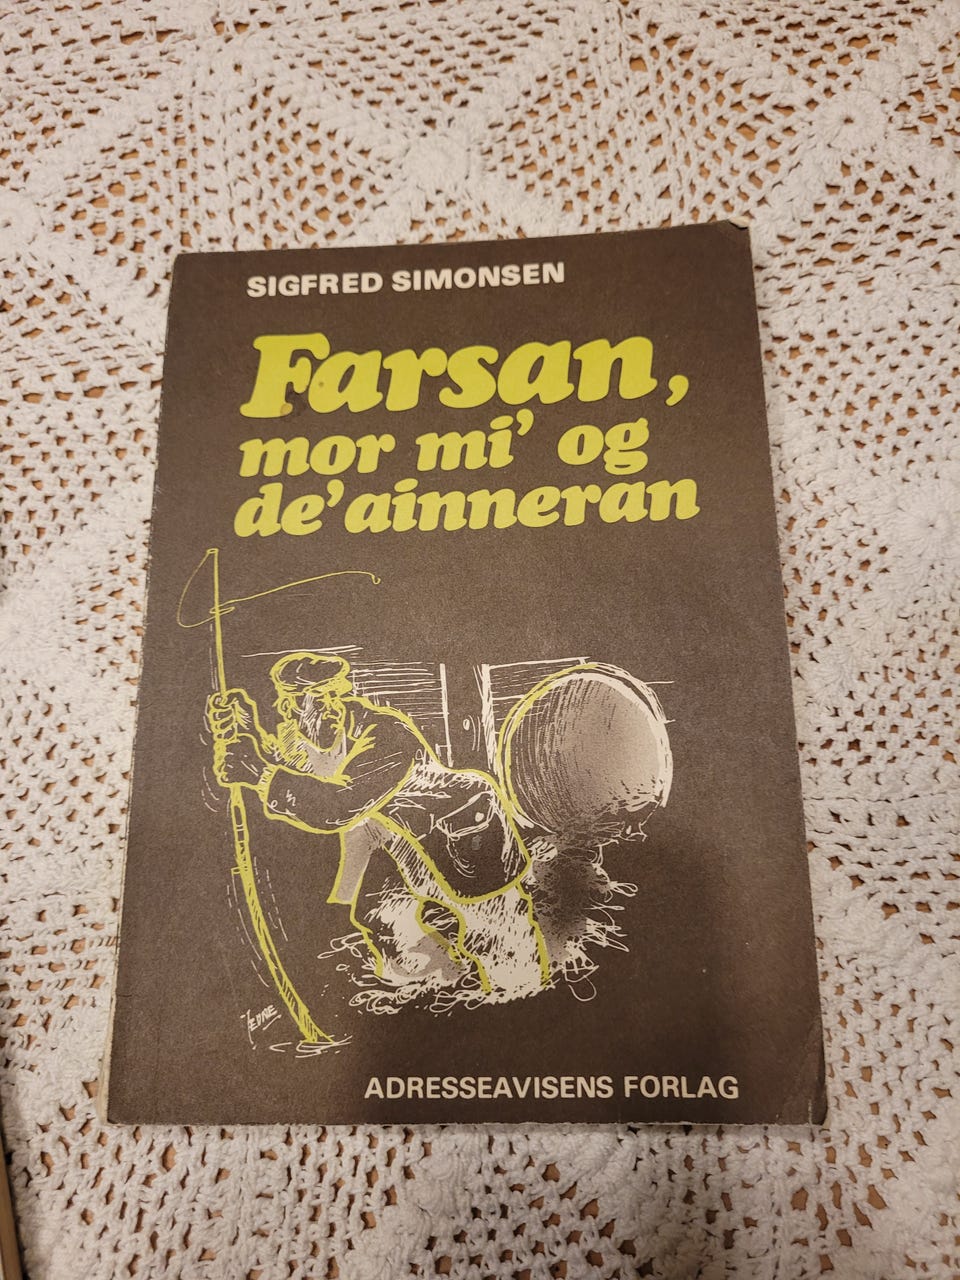 SIGFRED SIMONSEN
Farsan,
mor mi' og
de'ainneran
ADRESSEAVISENS FORLAG